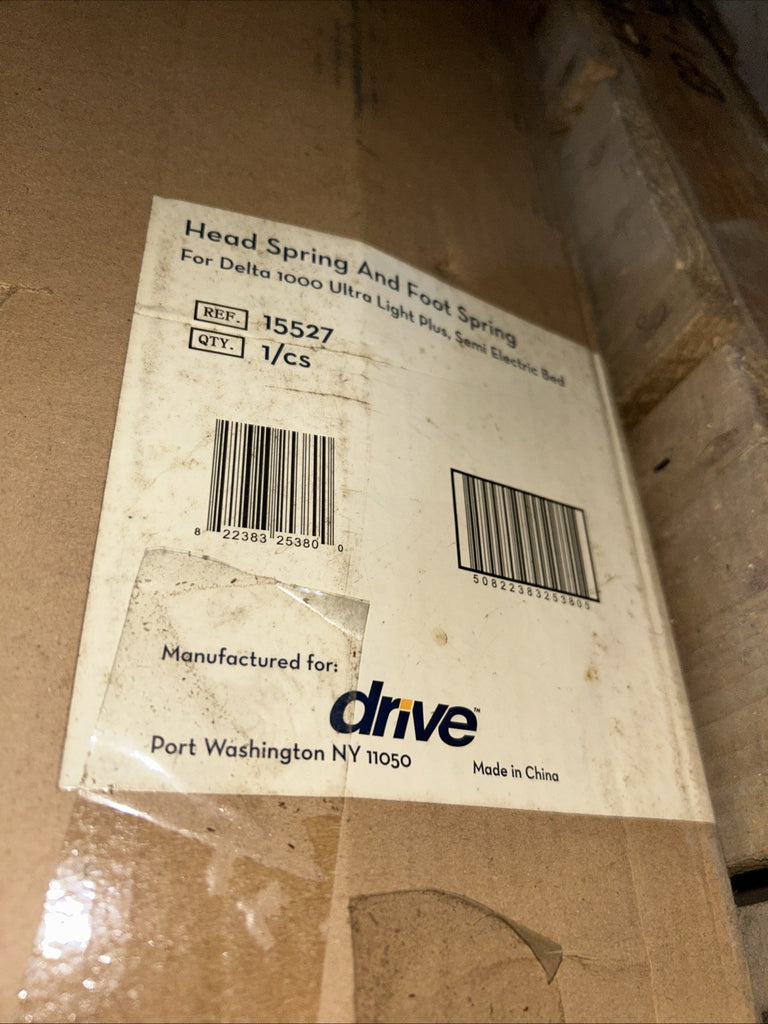 Head Spring And Foot Spring
For Delta 1000 Ultra Light Plus, Semi Electric Bed
REF. 15527
QTY. 1/cs
8 22383 25380 0
50822383253805
Manufactured for:
drive™
Port Washington NY 11050
Made in China